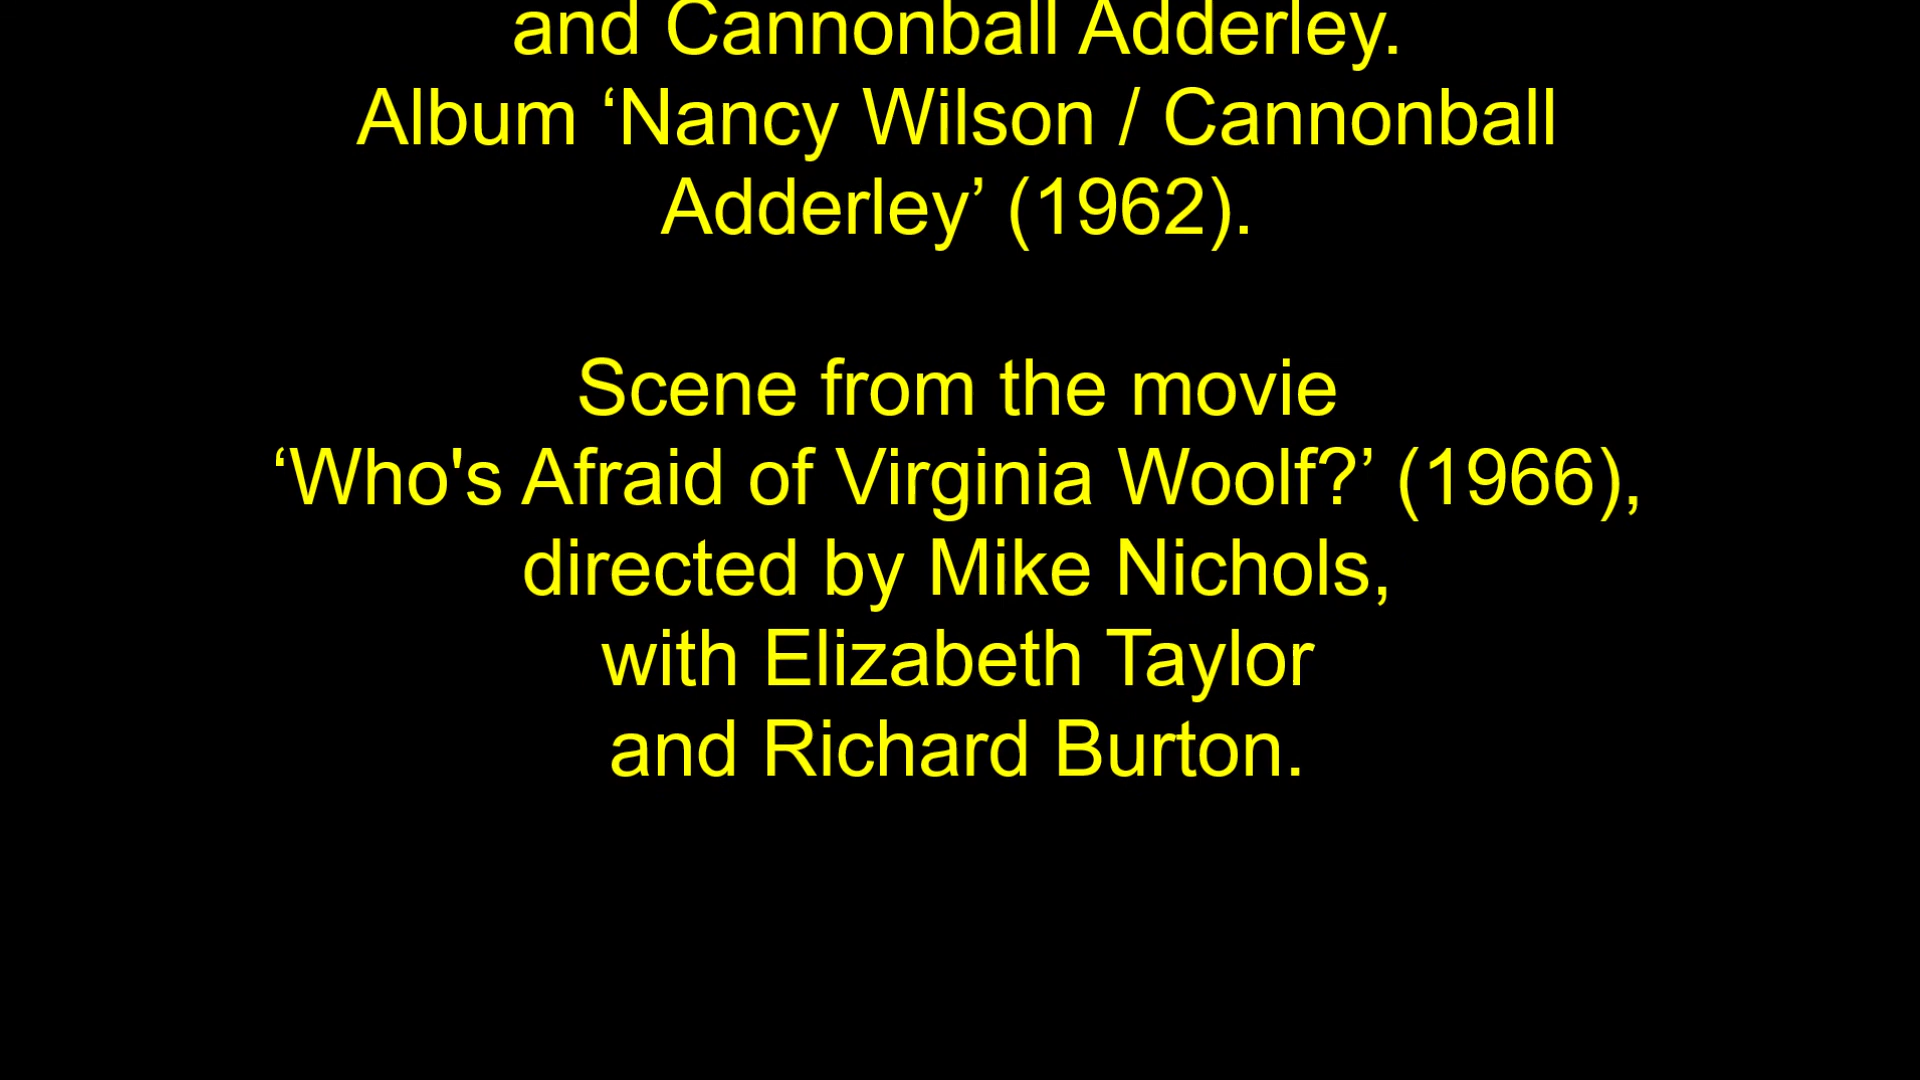 and Cannonball Adderley.
Album ‘Nancy Wilson / Cannonball
Adderley’ (1962).
Scene from the movie
‘Who's Afraid of Virginia Woolf?’ (1966),
directed by Mike Nichols,
with Elizabeth Taylor
and Richard Burton.